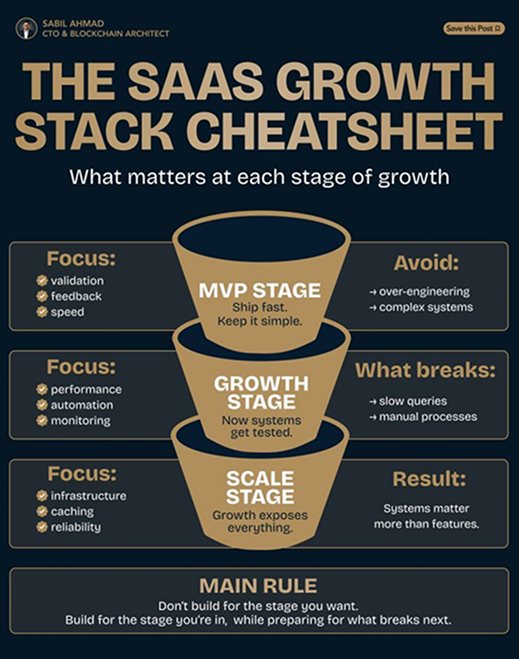 SABIL AHMAD
CTO & BLOCKCHAIN ARCHITECT
Save this Post
THE SAAS GROWTH
STACK CHEATSHEET
What matters at each stage of growth
Focus:
validation
feedback
speed
MVP STAGE
Ship fast.
Keep it simple.
Avoid:
→ over-engineering
→ complex systems
Focus:
performance
automation
monitoring
GROWTH
STAGE
Now systems
get tested.
What breaks:
→ slow queries
→ manual processes
Focus:
infrastructure
caching
reliability
SCALE
STAGE
Growth exposes
everything.
Result:
Systems matter
more than features.
MAIN RULE
Don't build for the stage you want.
Build for the stage you're in, while preparing for what breaks next.